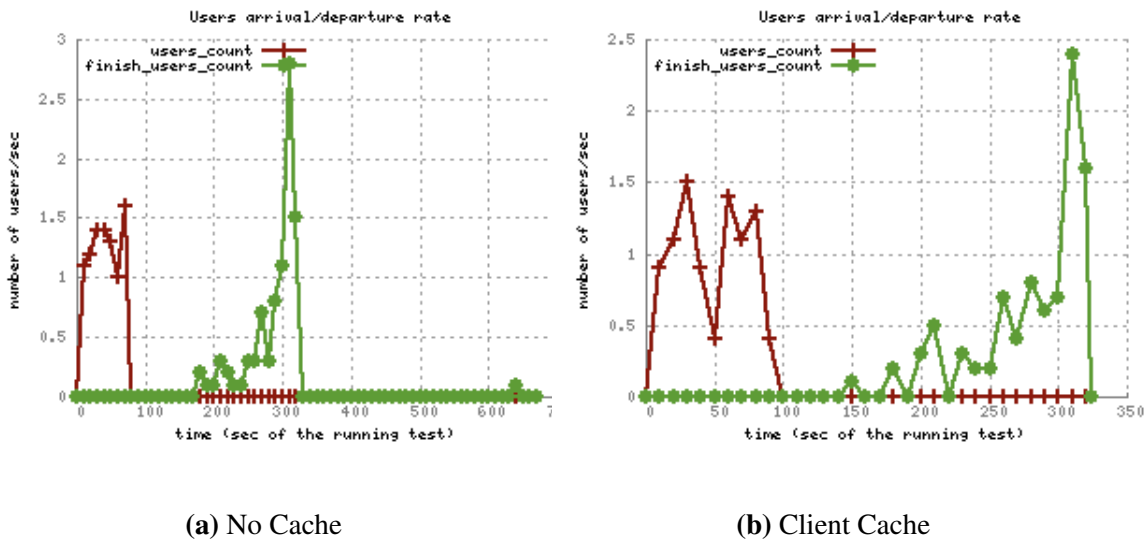 Users arrival/departure rate
users_count
finish_users_count
number of users/sec
3
2.5
2
1.5
1
0.5
0
0 100 200 300 400 500 600
time (sec of the running test)
(a) No Cache
Users arrival/departure rate
users_count
finish_users_count
number of users/sec
2.5
2
1.5
1
0.5
0
0 50 100 150 200 250 300 350
time (sec of the running test)
(b) Client Cache